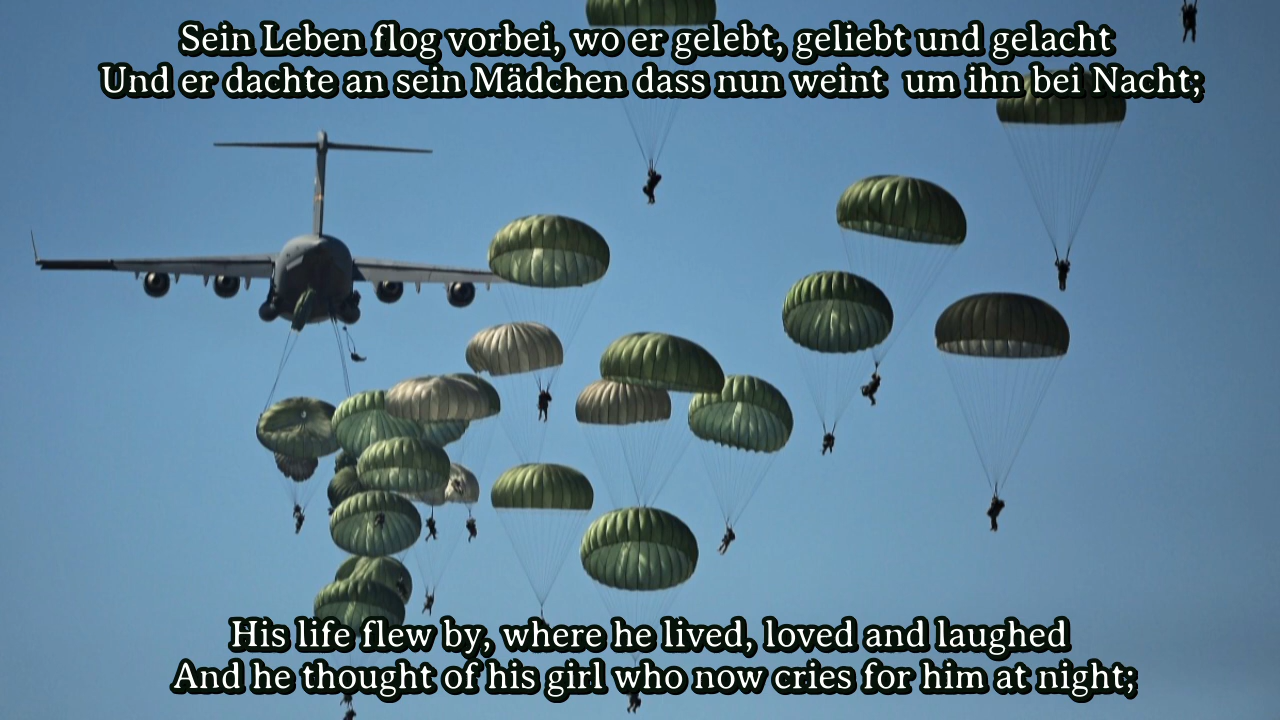 Sein Leben flog vorbei, wo er gelebt, geliebt und gelacht
Und er dachte an sein Mädchen dass nun weint  um ihn bei Nacht;
His life flew by, where he lived, loved and laughed
And he thought of his girl who now cries for him at night;